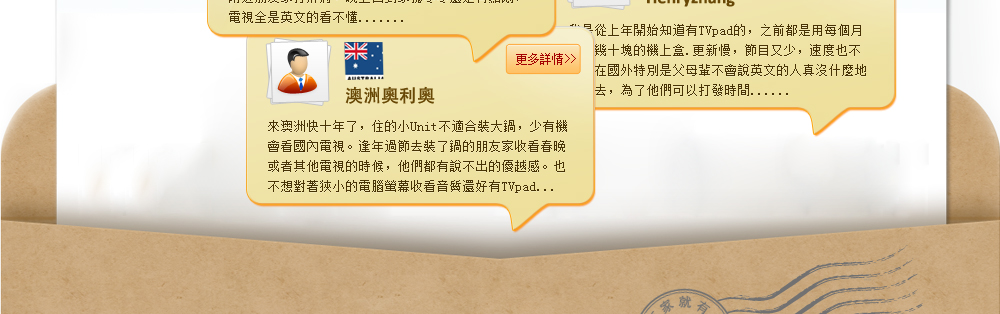 電視全是英文的看不懂.......
Henryzhang
我是從上年開始知道有TVpad的，之前都是用每個月
幾十塊的機上盒.更新慢，節目又少，速度也不
在國外特別是父母輩不會說英文的人真沒什麼地
去，為了他們可以打發時間......
更多詳情>>
AUSTRALIA
澳洲奧利奧
來澳洲快十年了，住的小Unit不適合裝大鍋，少有機
會看國內電視。逢年過節去裝了鍋的朋友家收看春晚
或者其他電視的時候，他們都有說不出的優越感。也
不想對著狹小的電腦螢幕收看音質還好有TVpad...
家就有